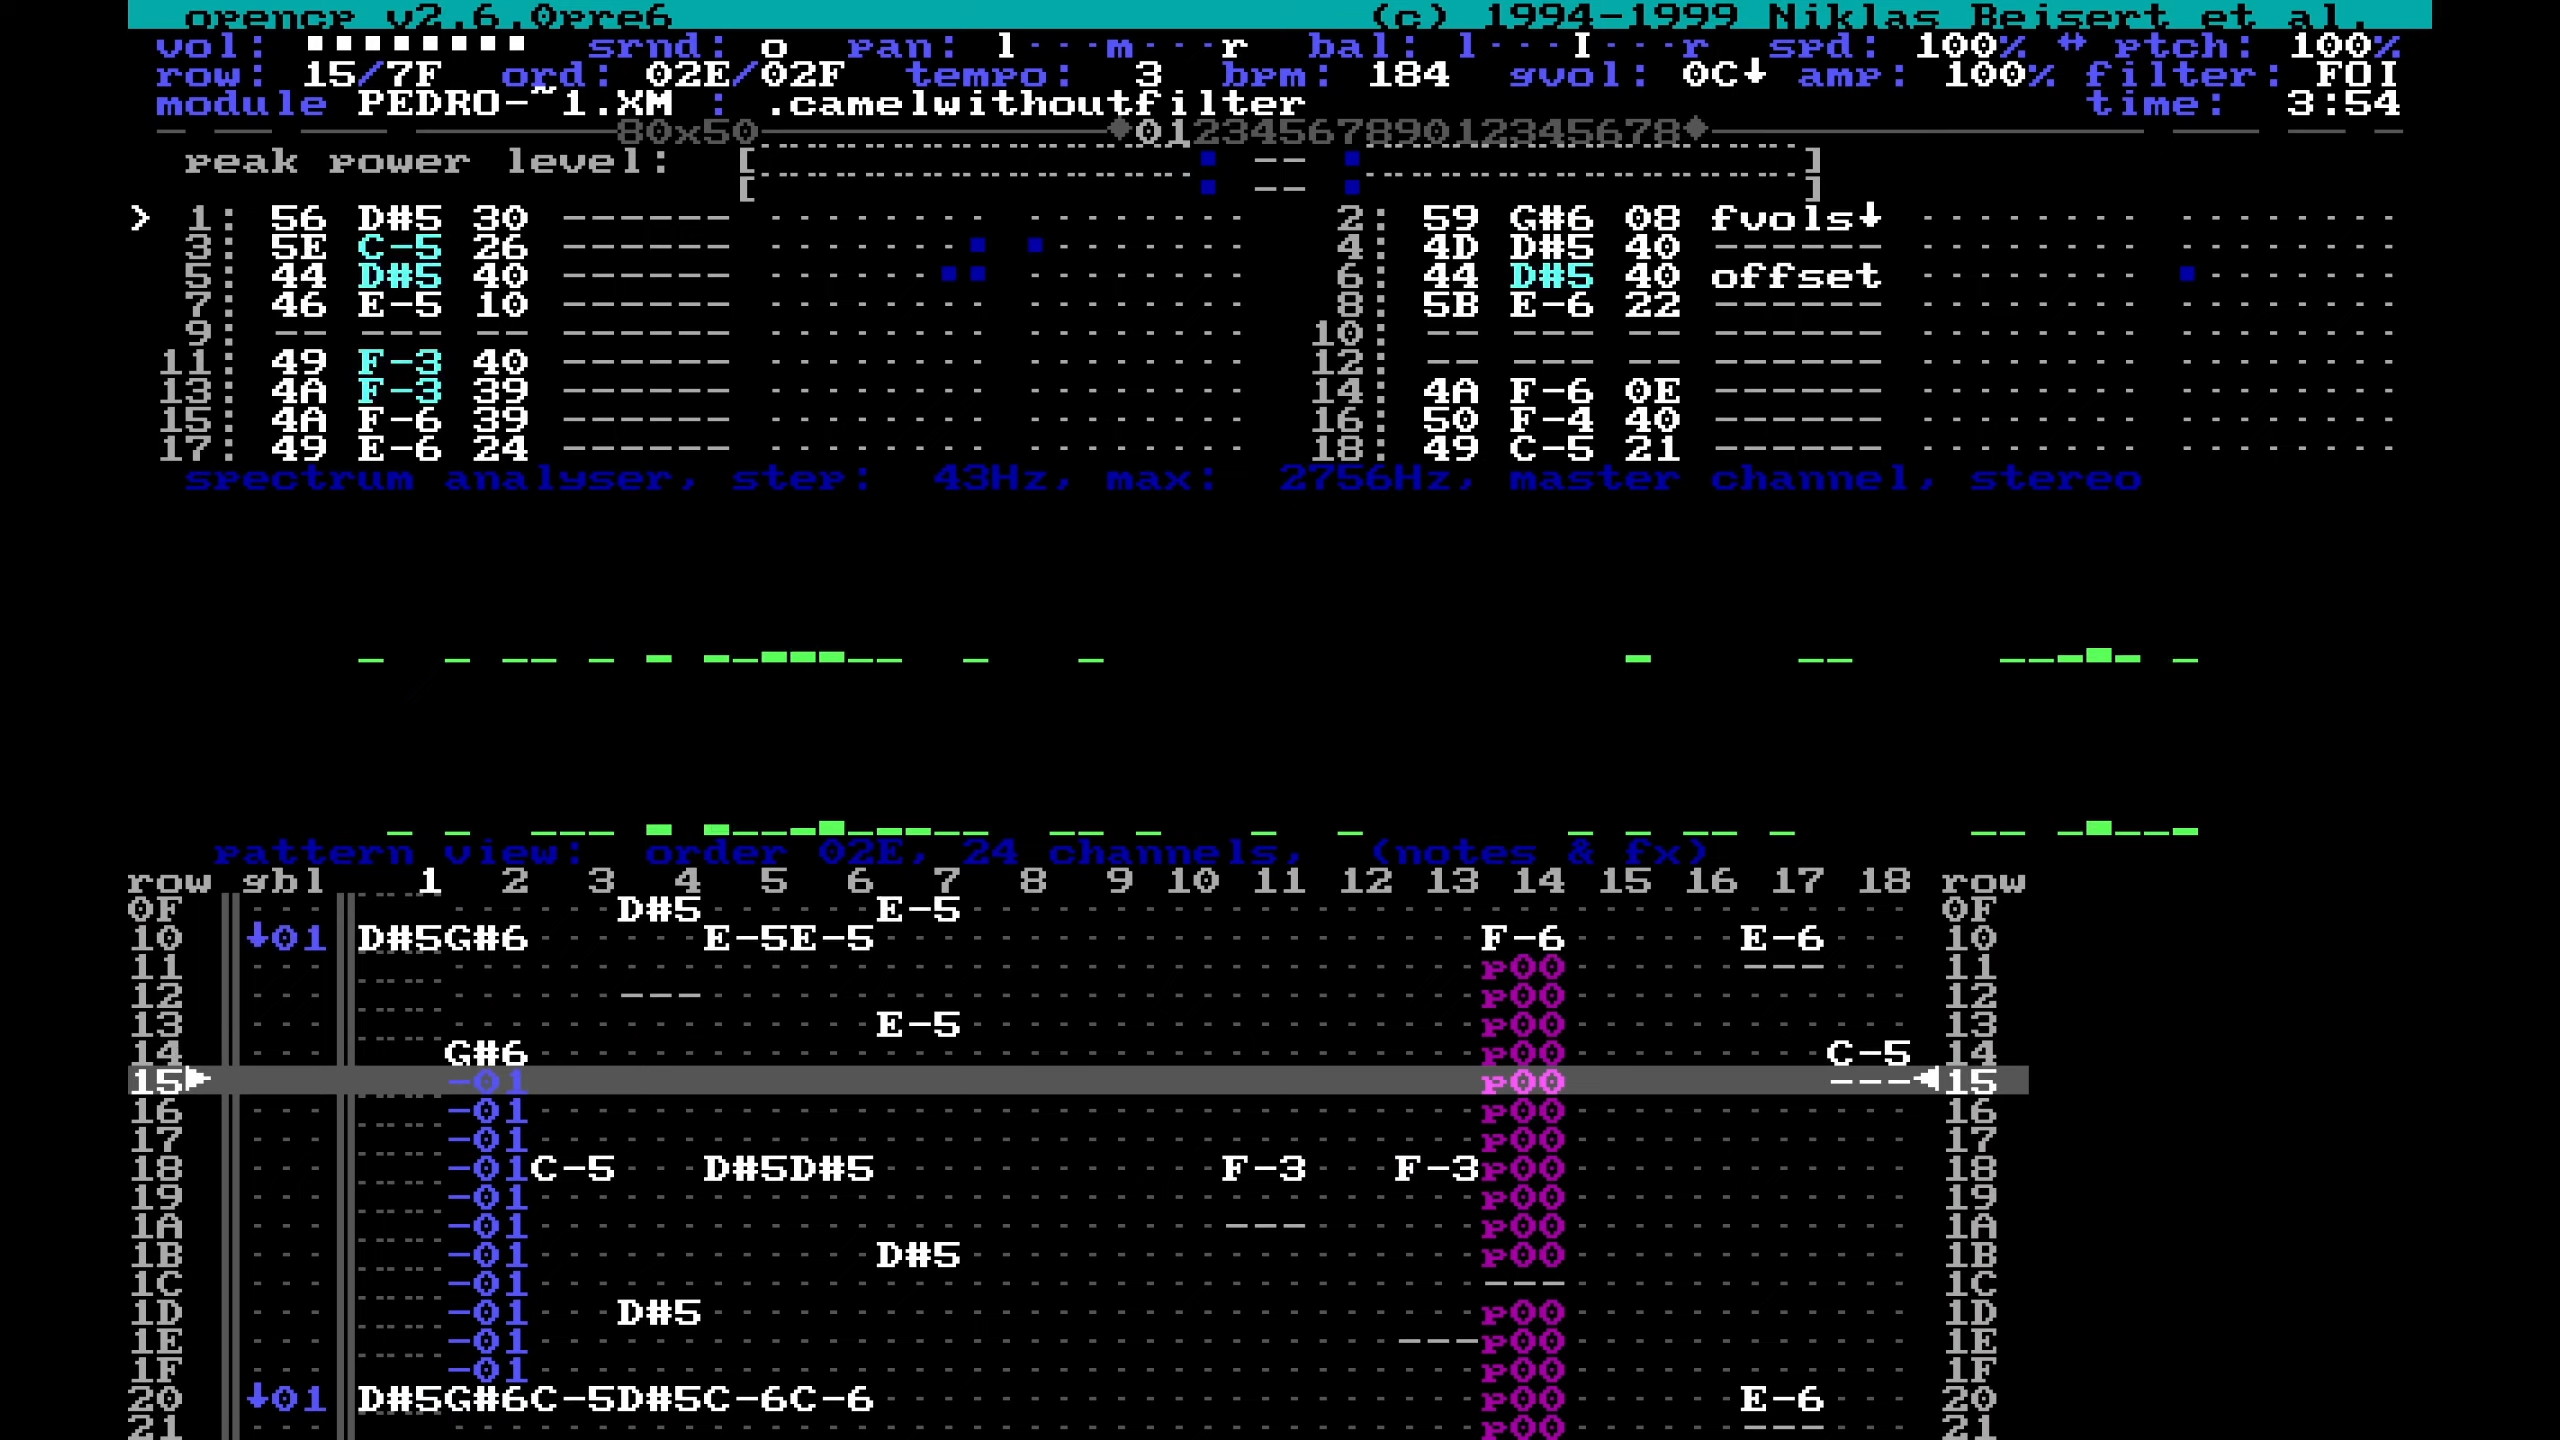 opencp v2.6.0pre6 (c) 1994-1999 Niklas Beisert et al.
vol: ▪▪▪▪▪▪▪▪ srnd: o pan: l···m···r bal: l···I···r spd: 100% ↔ ptch: 100%
row: 15/7F ord: 02E/02F tempo: 3 bpm: 184 gvol: 0C↓ amp: 100% filter: FOI
module PEDRO-~1.XM : .camelwithoutfilter time: 3:54
80x50 ◆012345678901234567 8◆
peak power level: [ -- ]
[ -- ]
> 1: 56 D#5 30 ------ 2: 59 G#6 08 fvols↓
3: 5E C-5 26 ------ 4: 4D D#5 40 ------
5: 44 D#5 40 ------ 6: 44 D#5 40 offset
7: 46 E-5 10 ------ 8: 5B E-6 22 ------
9: -- --- -- ------ 10: -- --- -- ------
11: 49 F-3 40 ------ 12: -- --- -- ------
13: 4A F-3 39 ------ 14: 4A F-6 0E ------
15: 4A F-6 39 ------ 16: 50 F-4 40 ------
17: 49 E-6 24 ------ 18: 49 C-5 21 ------
spectrum analyser, step: 43Hz, max: 2756Hz, master channel, stereo
pattern view: order 02E, 24 channels, (notes & fx)
row gbl 1 2 3 4 5 6 7 8 9 10 11 12 13 14 15 16 17 18 row
0F D#5 E-5 0F
10 ↓01 D#5G#6 E-5E-5 F-6 E-6 10
11 p00 --- 11
12 --- p00 12
13 E-5 p00 13
14 G#6 p00 C-5 14
15► -01 p00 ---◄15
16 -01 p00 16
17 -01 p00 17
18 -01C-5 D#5D#5 F-3 F-3p00 18
19 -01 p00 19
1A -01 --- p00 1A
1B -01 D#5 p00 1B
1C -01 --- 1C
1D -01 D#5 p00 1D
1E -01 ---p00 1E
1F -01 p00 1F
20 ↓01 D#5G#6C-5D#5C-6C-6 p00 E-6 20
21 p00 --- 21